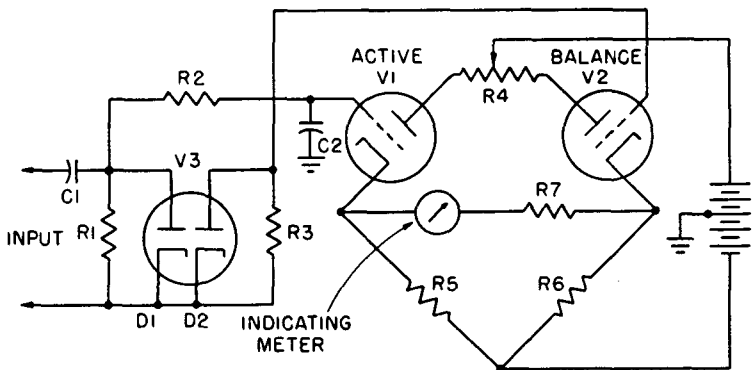 ACTIVE
V1
BALANCE
V2
R2
R4
C2
V3
C1
R7
INPUT
R1
R3
R5
R6
D1
D2
INDICATING
METER